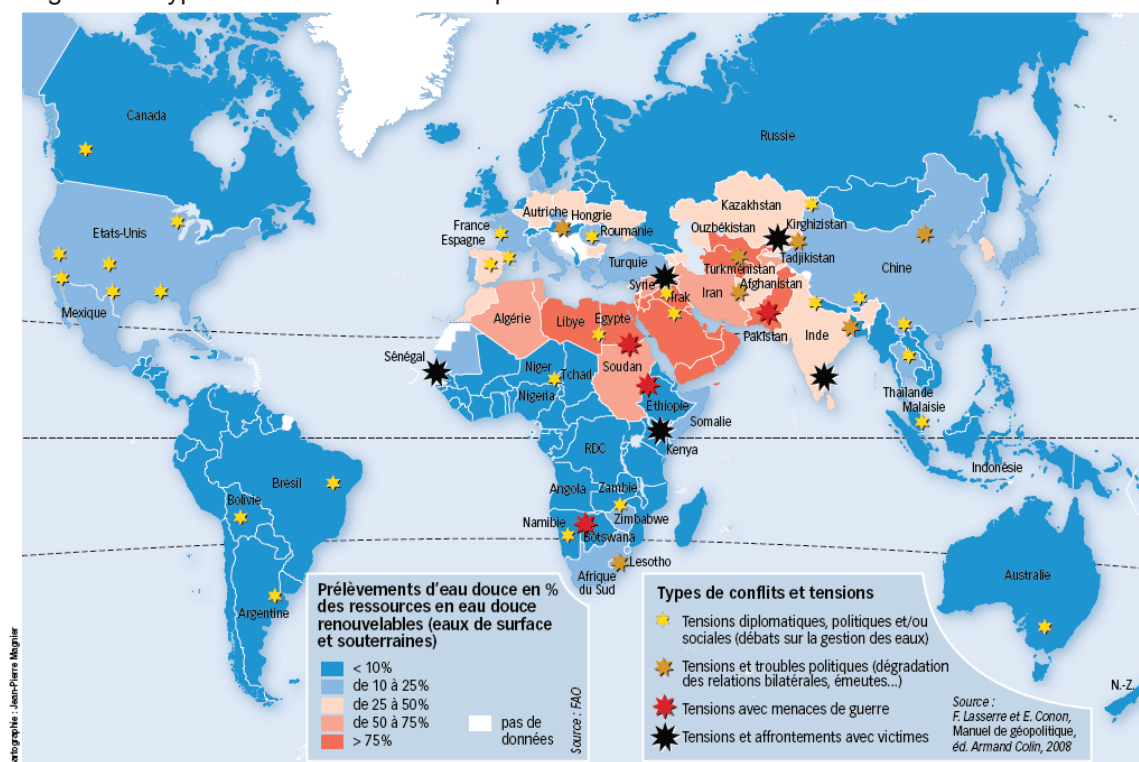 Canada
Russie
Etats-Unis
Mexique
France
Espagne
Autriche
Hongrie
Roumanie
Turquie
Kazakhstan
Ouzbékistan
Kirghizistan
Tadjikistan
Turkménistan
Afghanistan
Chine
Syrie
Irak
Iran
Pakistan
Inde
Algérie
Libye
Egypte
Sénégal
Niger
Tchad
Soudan
Nigeria
Ethiopie
Somalie
Thaïlande
Malaisie
RDC
Kenya
Indonésie
Brésil
Bolivie
Angola
Zambie
Namibie
Zimbabwe
Botswana
Lesotho
Afrique
du Sud
Argentine
Australie
N.-Z.
Prélèvements d'eau douce en %
des ressources en eau douce
renouvelables (eaux de surface
et souterraines)
< 10%
de 10 à 25%
de 25 à 50%
de 50 à 75%
> 75%
pas de
données
Source : FAO
Types de conflits et tensions
Tensions diplomatiques, politiques et/ou
sociales (débats sur la gestion des eaux)
Tensions et troubles politiques (dégradation
des relations bilatérales, émeutes...)
Tensions avec menaces de guerre
Tensions et affrontements avec victimes
Source :
F. Lasserre et E. Conon,
Manuel de géopolitique,
éd. Armand Colin, 2008
Jean-Pierre Magnier